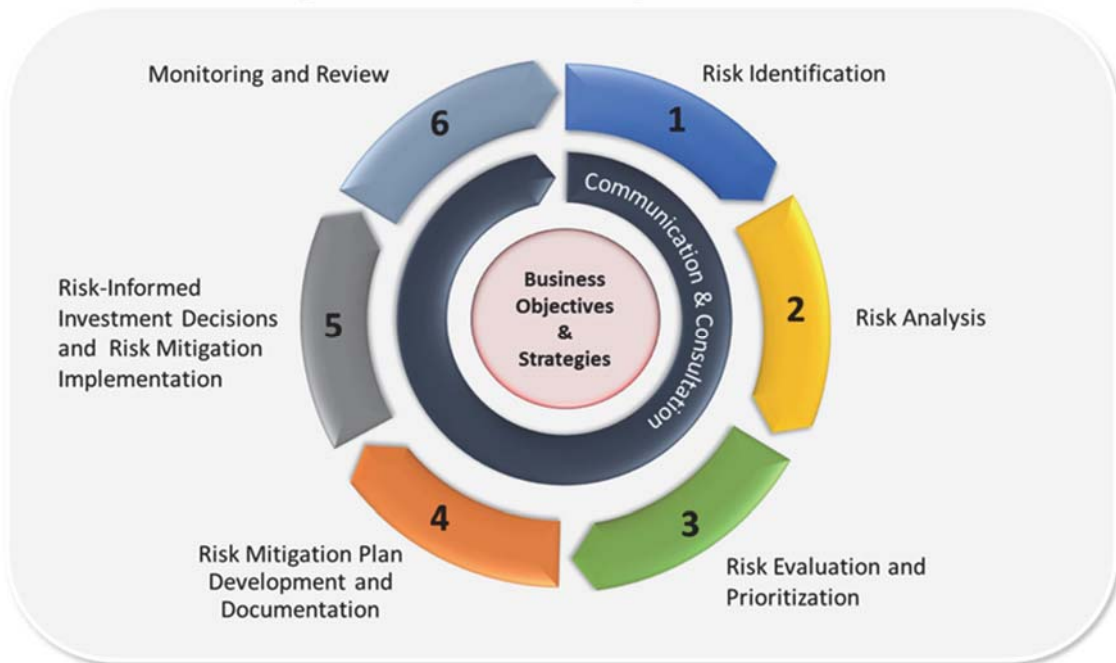 1
Risk Identification
2
Risk Analysis
3
Risk Evaluation and
Prioritization
4
Risk Mitigation Plan
Development and
Documentation
5
Risk-Informed
Investment Decisions
and Risk Mitigation
Implementation
6
Monitoring and Review
Communication & Consultation
Business
Objectives
&
Strategies